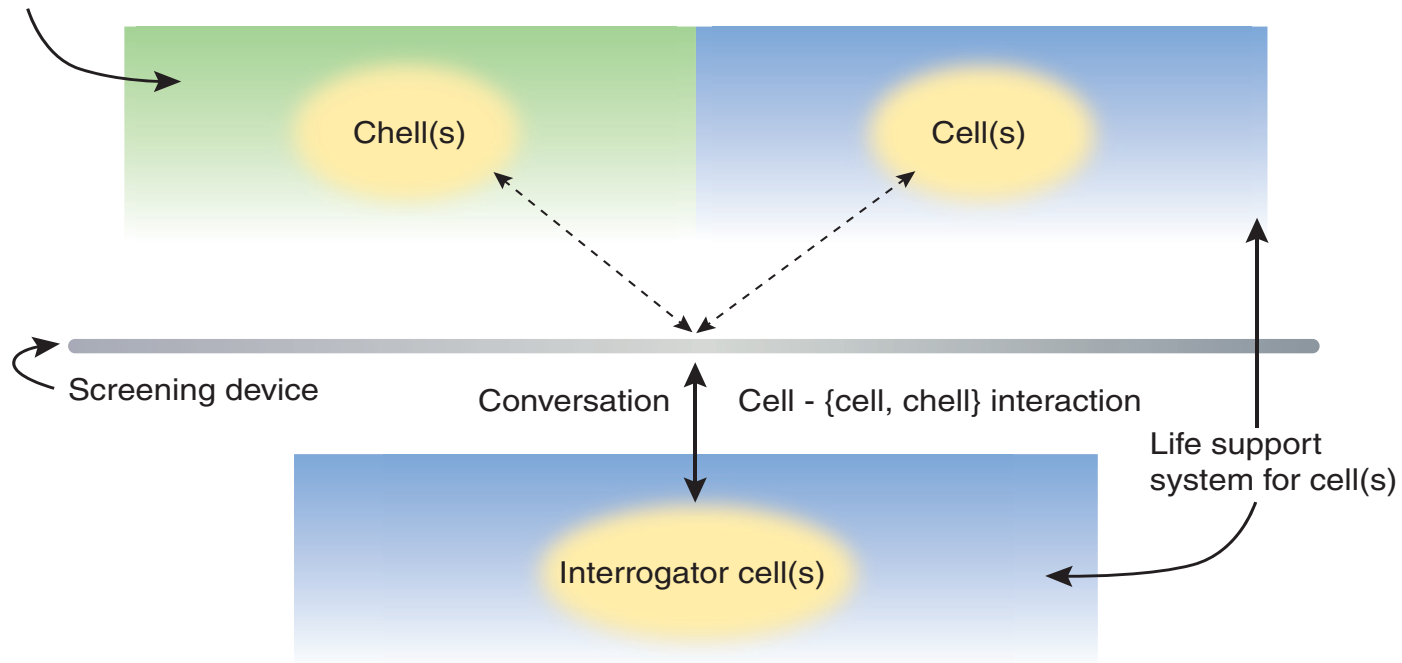 Chell(s)
Cell(s)
Screening device
Conversation
Cell - {cell, chell} interaction
Life support
system for cell(s)
Interrogator cell(s)